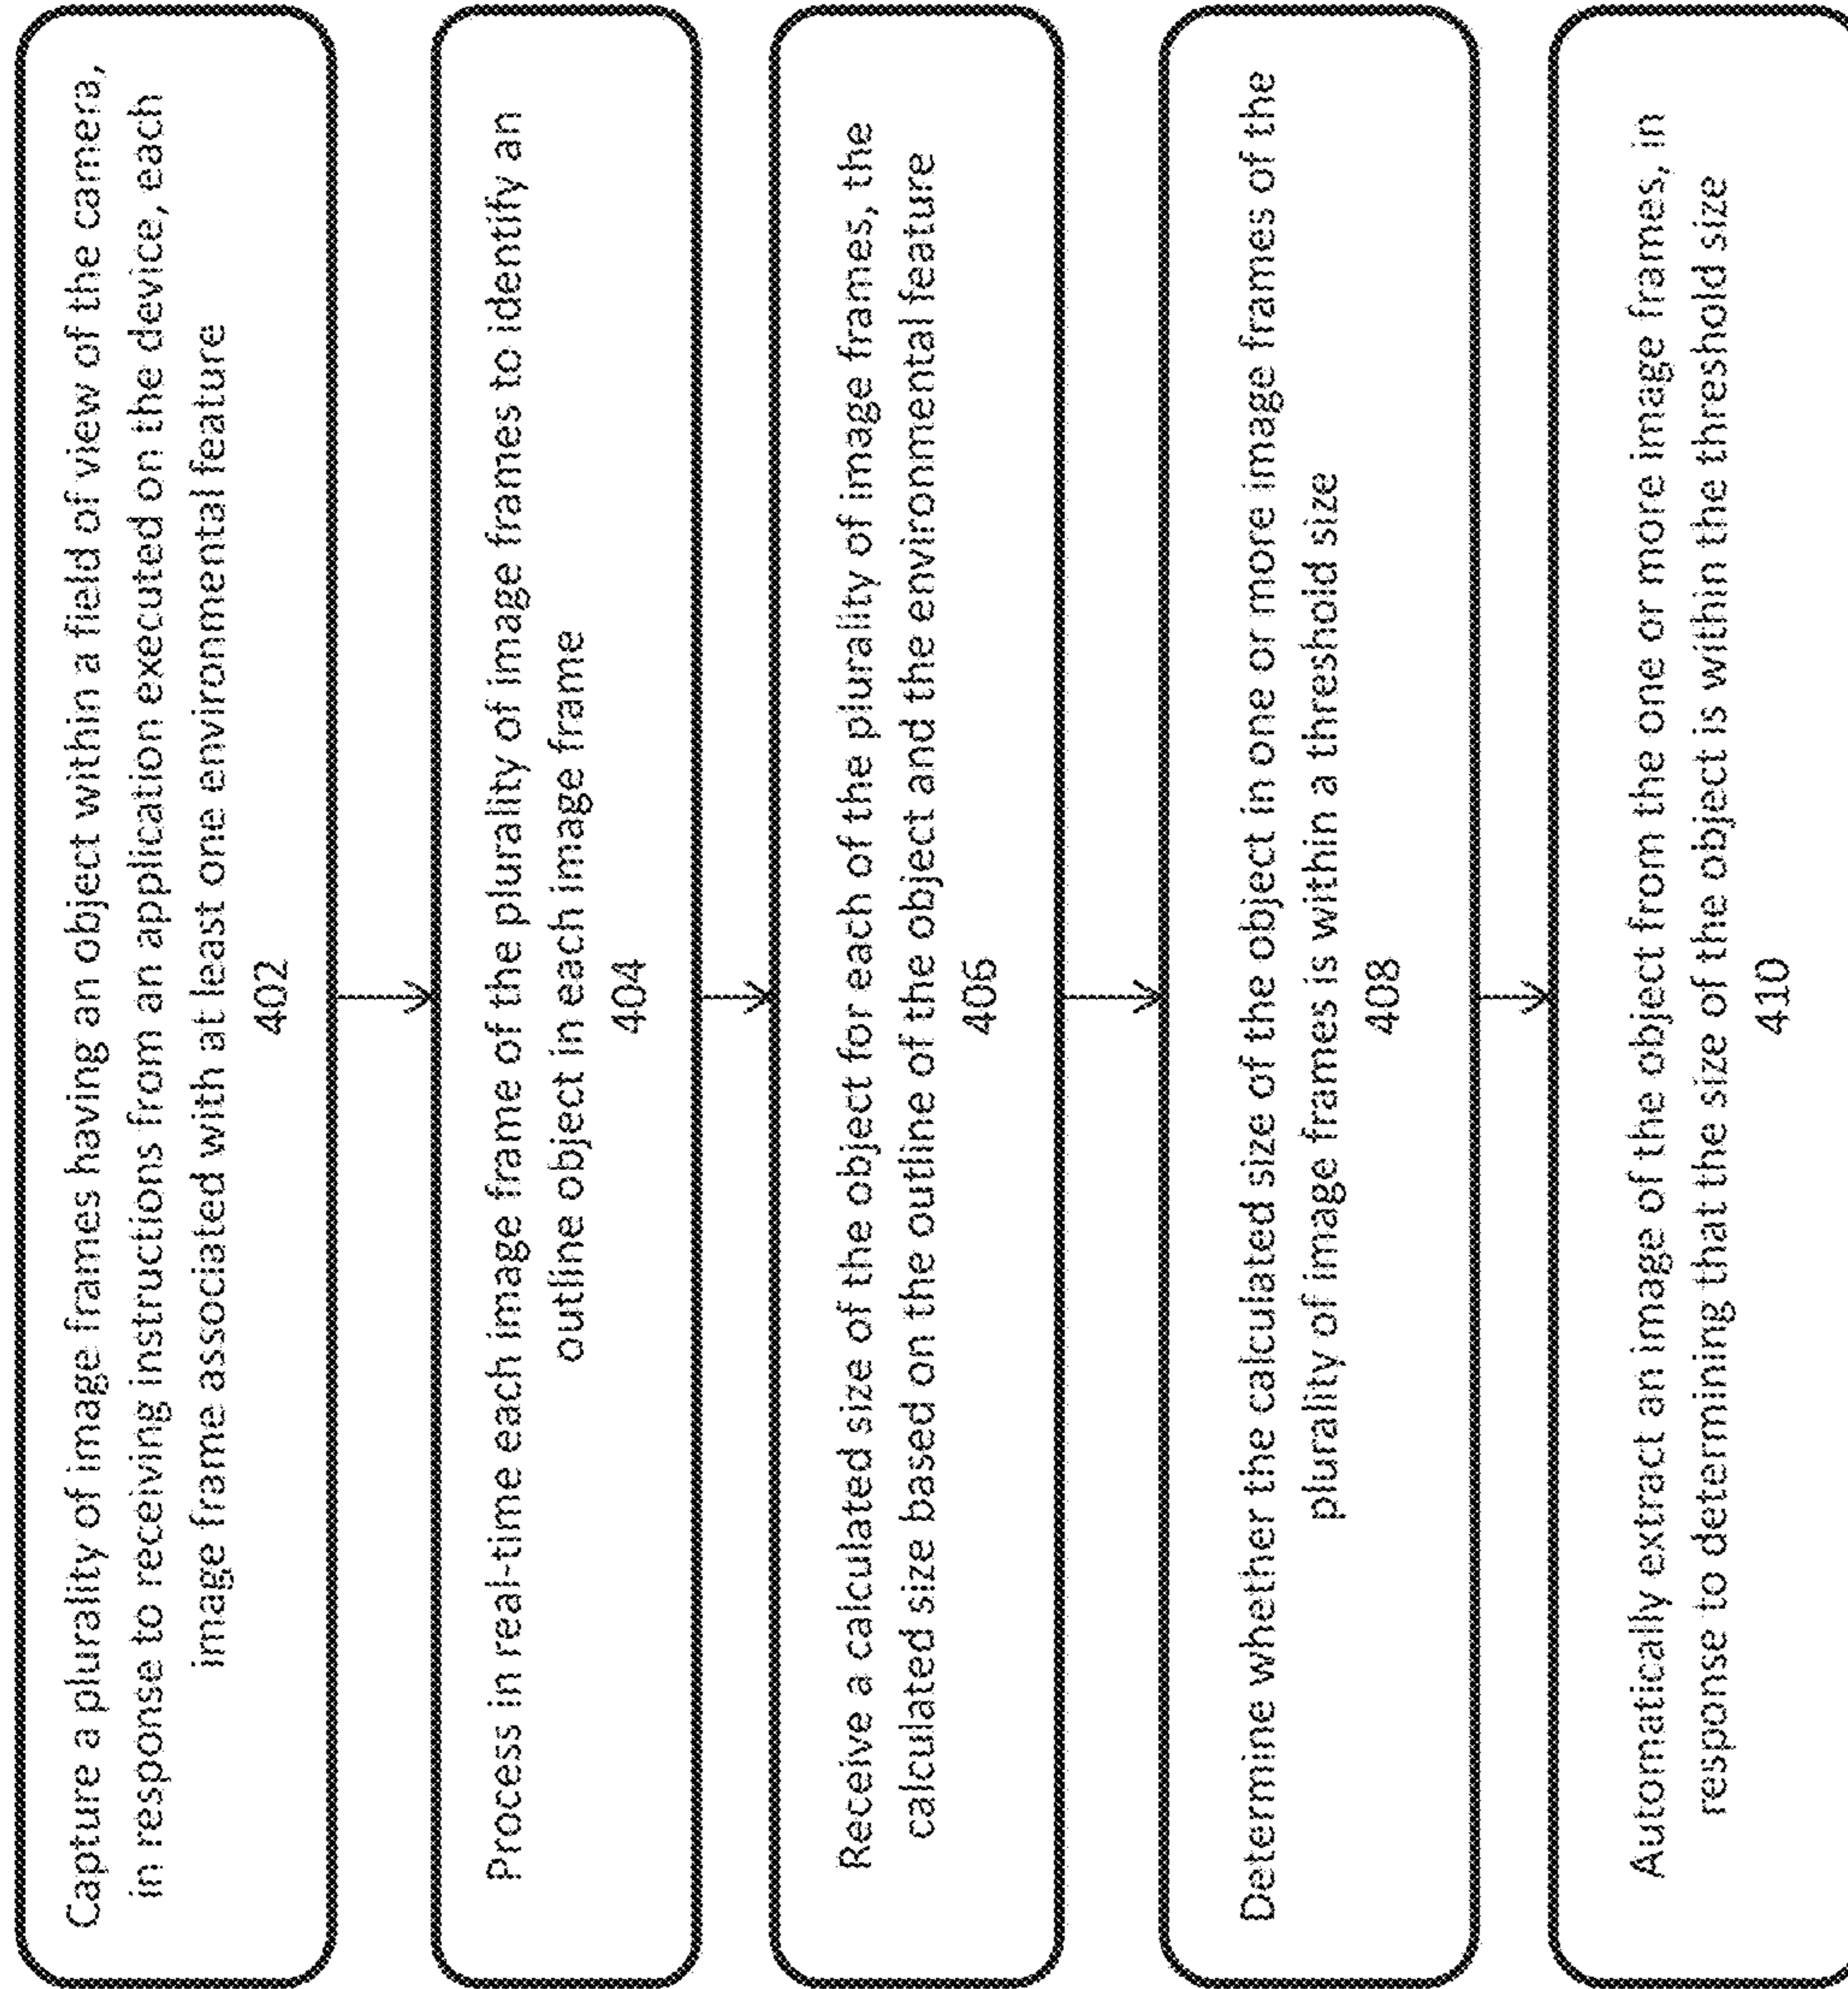 Capture a plurality of image frames having an object within a field of view of the camera,
in response to receiving instructions from an application executed on the device, each
image frame associated with at least one environmental feature
402
Process in real-time each image frame of the plurality of image frames to identify an
outline object in each image frame
404
Receive a calculated size of the object for each of the plurality of image frames, the
calculated size based on the outline of the object and the environmental feature
406
Determine whether the calculated size of the object in one or more image frames of the
plurality of image frames is within a threshold size
408
Automatically extract an image of the object from the one or more image frames, in
response to determining that the size of the object is within the threshold size
410